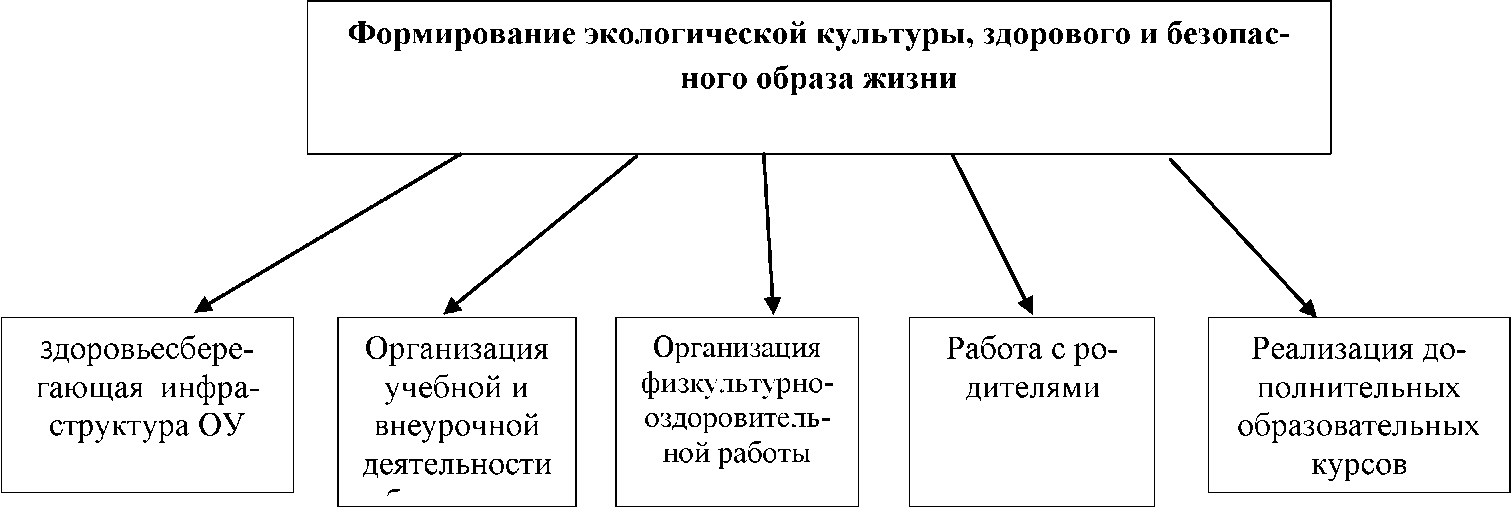 Формирование экологической культуры, здорового и безопас-
ного образа жизни
здоровьесбере-
гающая инфра-
структура ОУ
Организация
учебной и
внеурочной
деятельности
Организация
физкультурно-
оздоровитель-
ной работы
Работа с ро-
дителями
Реализация до-
полнительных
образовательных
курсов